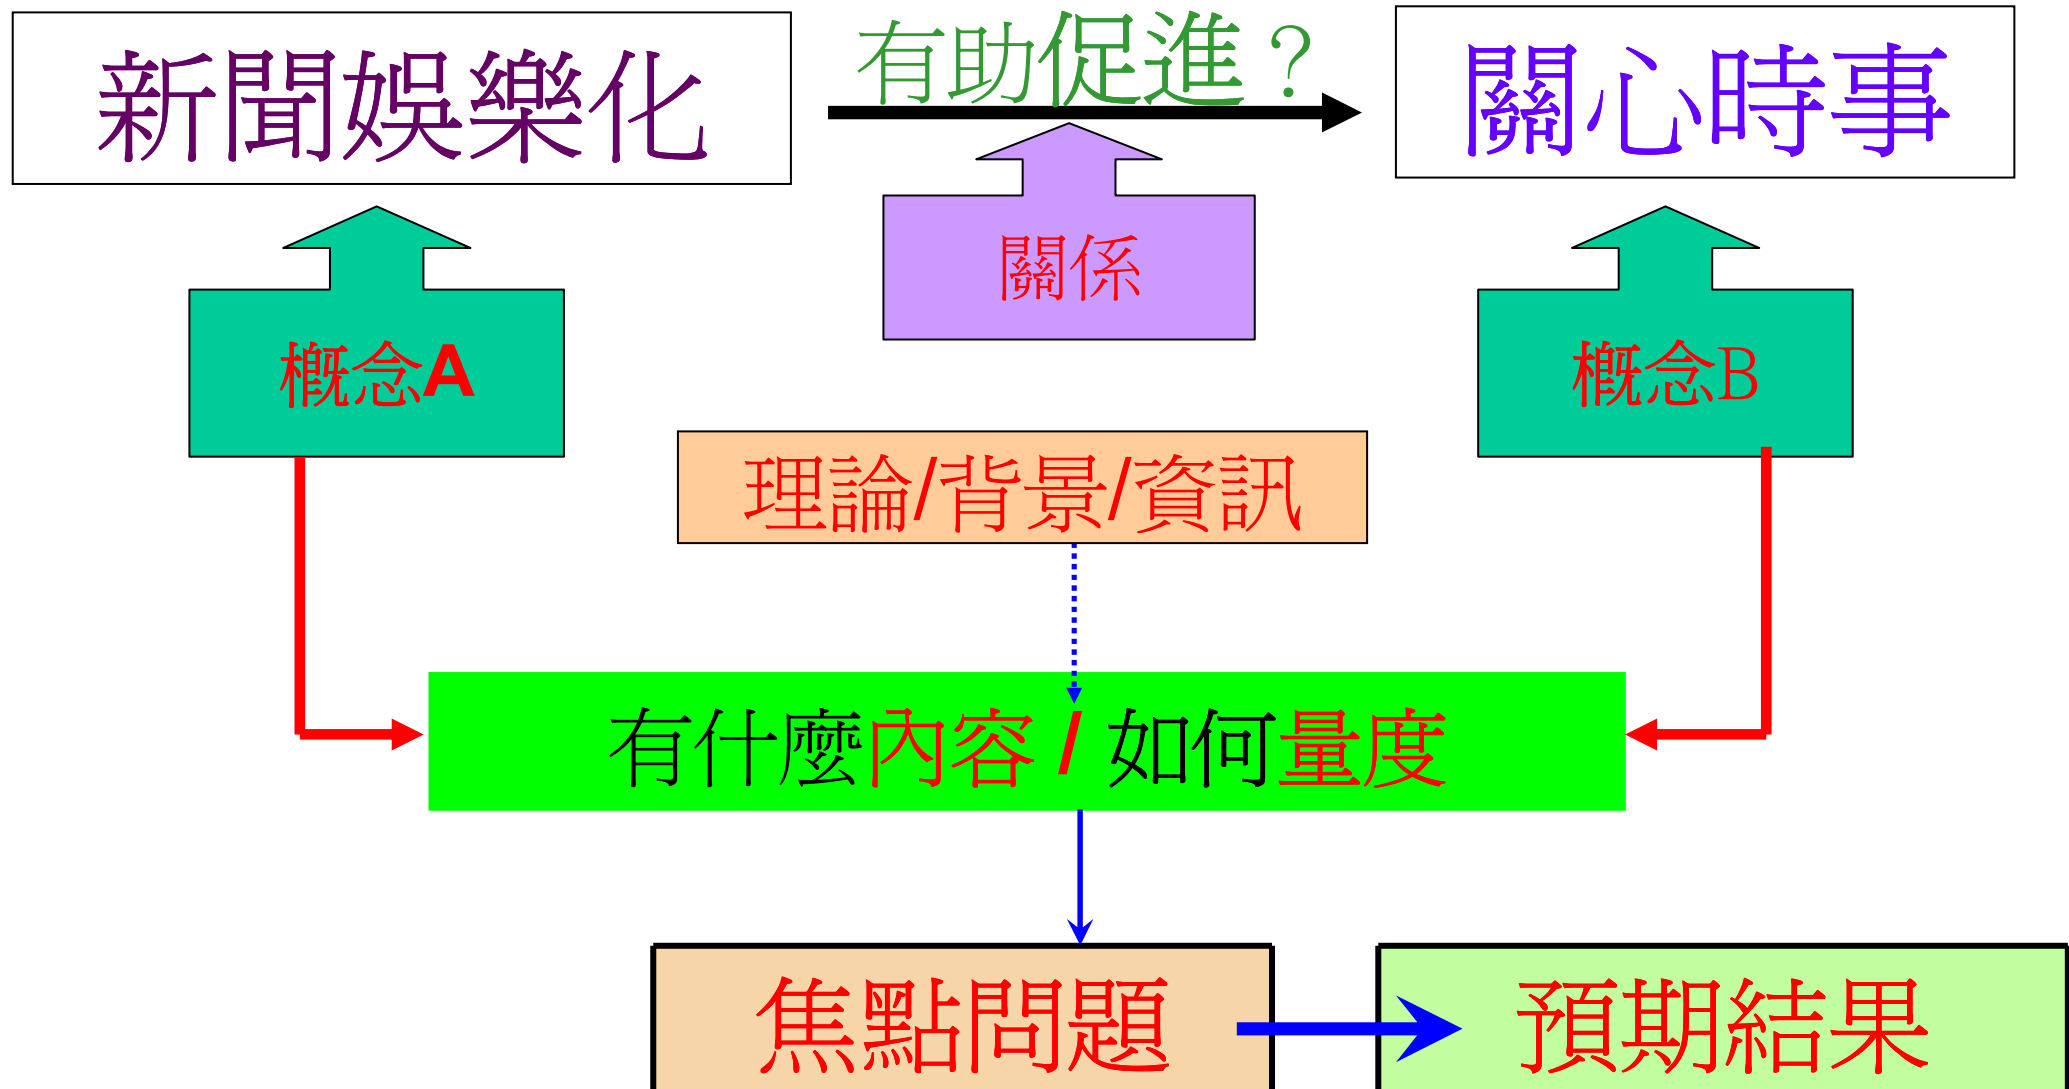 新聞娛樂化
有助促進？
關心時事
關係
概念A
概念B
理論/背景/資訊
有什麼內容 / 如何量度
焦點問題
預期結果